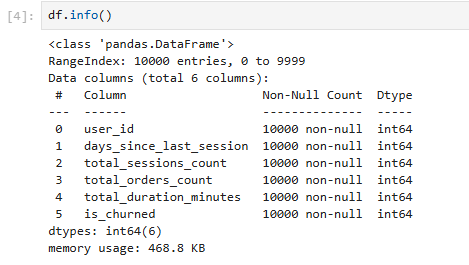 [4]: df.info()
<class 'pandas.DataFrame'>
RangeIndex: 10000 entries, 0 to 9999
Data columns (total 6 columns):
 #   Column                   Non-Null Count  Dtype
---  ------                   --------------  -----
 0   user_id                  10000 non-null  int64
 1   days_since_last_session  10000 non-null  int64
 2   total_sessions_count     10000 non-null  int64
 3   total_orders_count       10000 non-null  int64
 4   total_duration_minutes   10000 non-null  int64
 5   is_churned               10000 non-null  int64
dtypes: int64(6)
memory usage: 468.8 KB